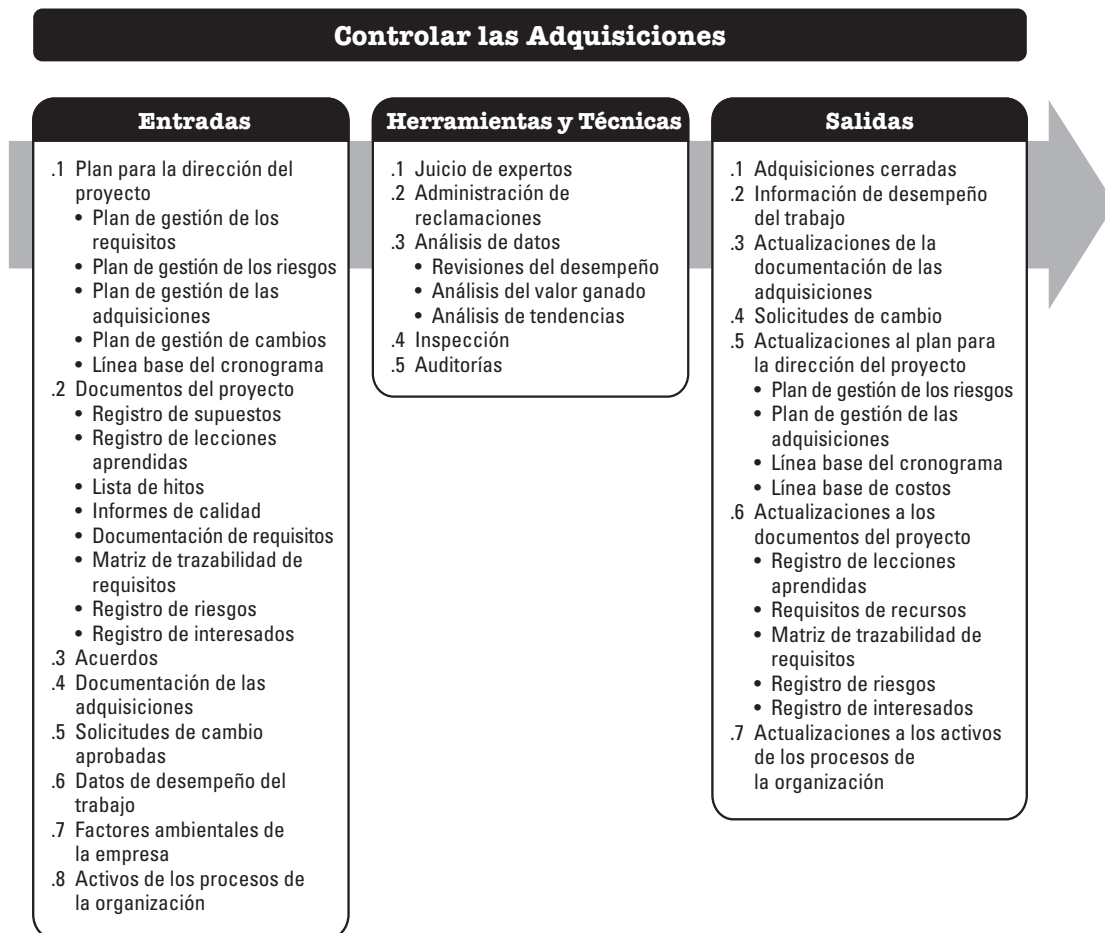 Controlar las Adquisiciones
Entradas
.1 Plan para la dirección del
proyecto
• Plan de gestión de los
requisitos
• Plan de gestión de los riesgos
• Plan de gestión de las
adquisiciones
• Plan de gestión de cambios
• Línea base del cronograma
.2 Documentos del proyecto
• Registro de supuestos
• Registro de lecciones
aprendidas
• Lista de hitos
• Informes de calidad
• Documentación de requisitos
• Matriz de trazabilidad de
requisitos
• Registro de riesgos
• Registro de interesados
.3 Acuerdos
.4 Documentación de las
adquisiciones
.5 Solicitudes de cambio
aprobadas
.6 Datos de desempeño del
trabajo
.7 Factores ambientales de
la empresa
.8 Activos de los procesos de
la organización
Herramientas y Técnicas
.1 Juicio de expertos
.2 Administración de
reclamaciones
.3 Análisis de datos
• Revisiones del desempeño
• Análisis del valor ganado
• Análisis de tendencias
.4 Inspección
.5 Auditorías
Salidas
.1 Adquisiciones cerradas
.2 Información de desempeño
del trabajo
.3 Actualizaciones de la
documentación de las
adquisiciones
.4 Solicitudes de cambio
.5 Actualizaciones al plan para
la dirección del proyecto
• Plan de gestión de los riesgos
• Plan de gestión de las
adquisiciones
• Línea base del cronograma
• Línea base de costos
.6 Actualizaciones a los
documentos del proyecto
• Registro de lecciones
aprendidas
• Requisitos de recursos
• Matriz de trazabilidad de
requisitos
• Registro de riesgos
• Registro de interesados
.7 Actualizaciones a los activos
de los procesos de
la organización